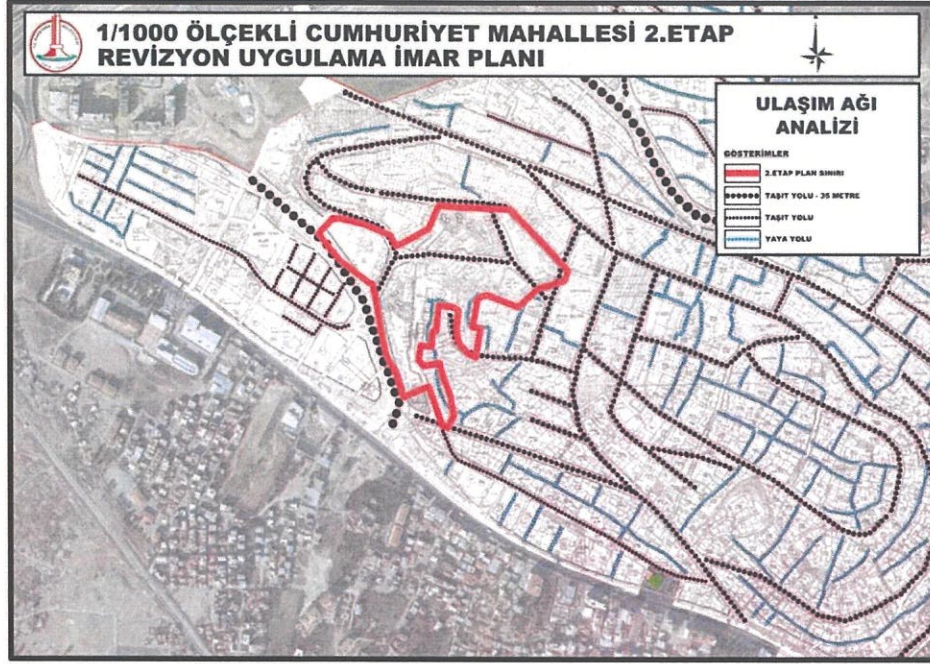 1/1000 ÖLÇEKLİ CUMHURİYET MAHALLESİ 2.ETAP
REVİZYON UYGULAMA İMAR PLANI
ULAŞIM AĞI
ANALİZİ
GÖSTERİMLER
2.ETAP PLAN SINIRI
TAŞIT YOLU - 35 METRE
TAŞIT YOLU
YAYA YOLU